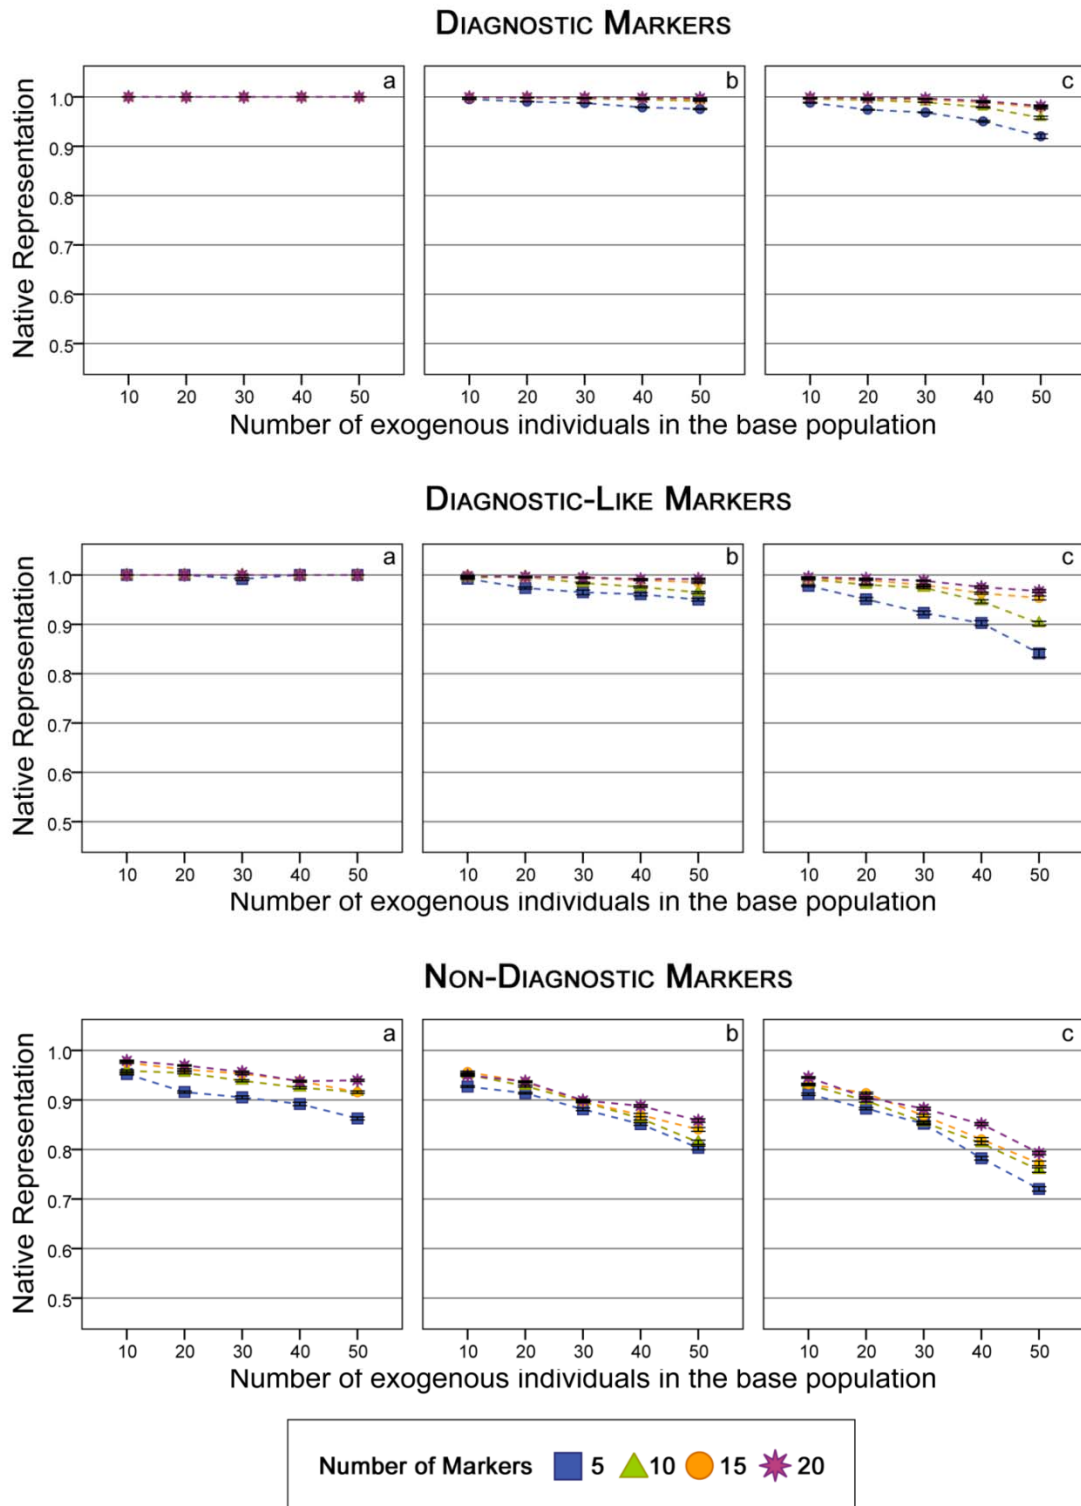 DIAGNOSTIC MARKERS
a b c
Native Representation
1.0
0.9
0.8
0.7
0.6
0.5
10 20 30 40 50 10 20 30 40 50 10 20 30 40 50
Number of exogenous individuals in the base population
DIAGNOSTIC-LIKE MARKERS
a b c
Native Representation
1.0
0.9
0.8
0.7
0.6
0.5
10 20 30 40 50 10 20 30 40 50 10 20 30 40 50
Number of exogenous individuals in the base population
NON-DIAGNOSTIC MARKERS
a b c
Native Representation
1.0
0.9
0.8
0.7
0.6
0.5
10 20 30 40 50 10 20 30 40 50 10 20 30 40 50
Number of exogenous individuals in the base population
Number of Markers 5 10 15 20